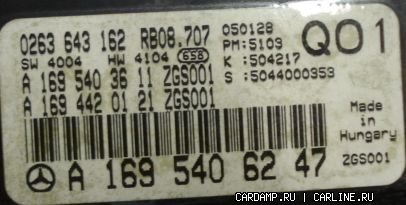 0263 643 162 RB08.707 050128 Q01
SW 4004 HW 4104 658 PM: 5103
K : 504217
A 169 540 36 11 ZGS001 S : 5044000353
A 169 442 01 21 ZGS001
Made in Hungary
ZGS001
A 169 540 62 47
CARDAMP.RU | CARLINE.RU